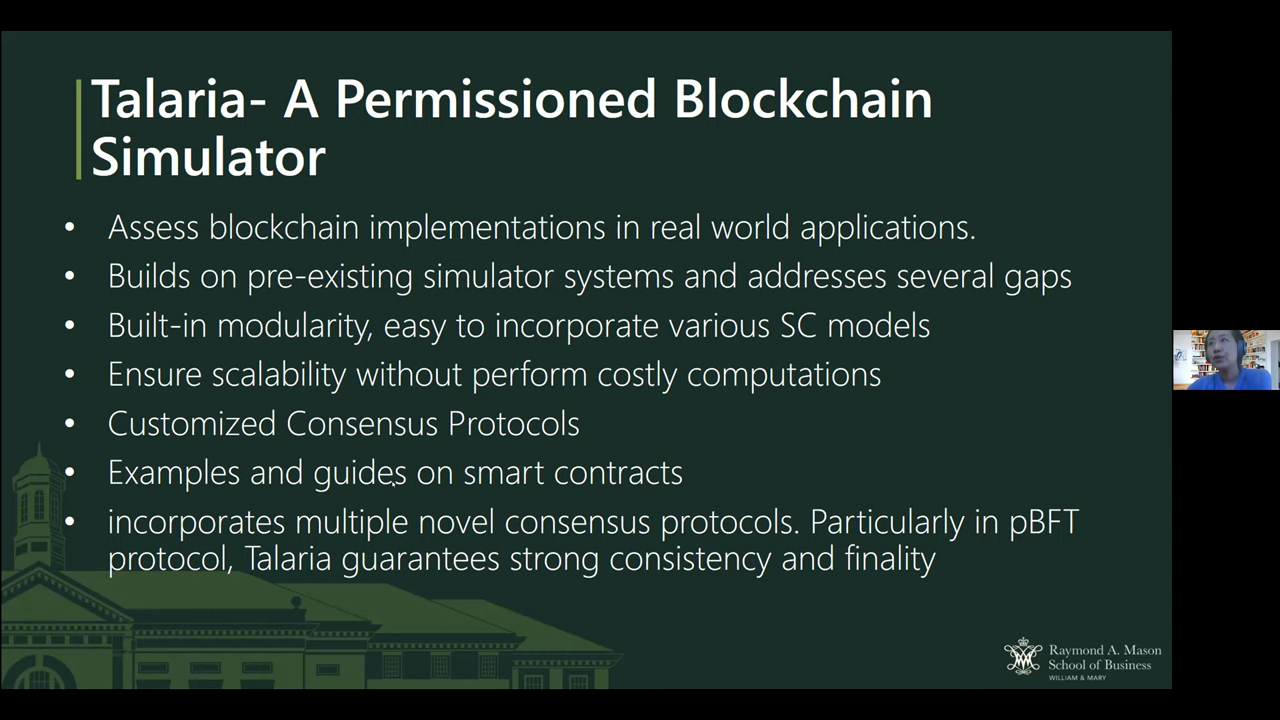 Talaria- A Permissioned Blockchain
Simulator
• Assess blockchain implementations in real world applications.
• Builds on pre-existing simulator systems and addresses several gaps
• Built-in modularity, easy to incorporate various SC models
• Ensure scalability without perform costly computations
• Customized Consensus Protocols
• Examples and guides on smart contracts
• incorporates multiple novel consensus protocols. Particularly in pBFT
protocol, Talaria guarantees strong consistency and finality
Raymond A. Mason
School of Business
WILLIAM & MARY